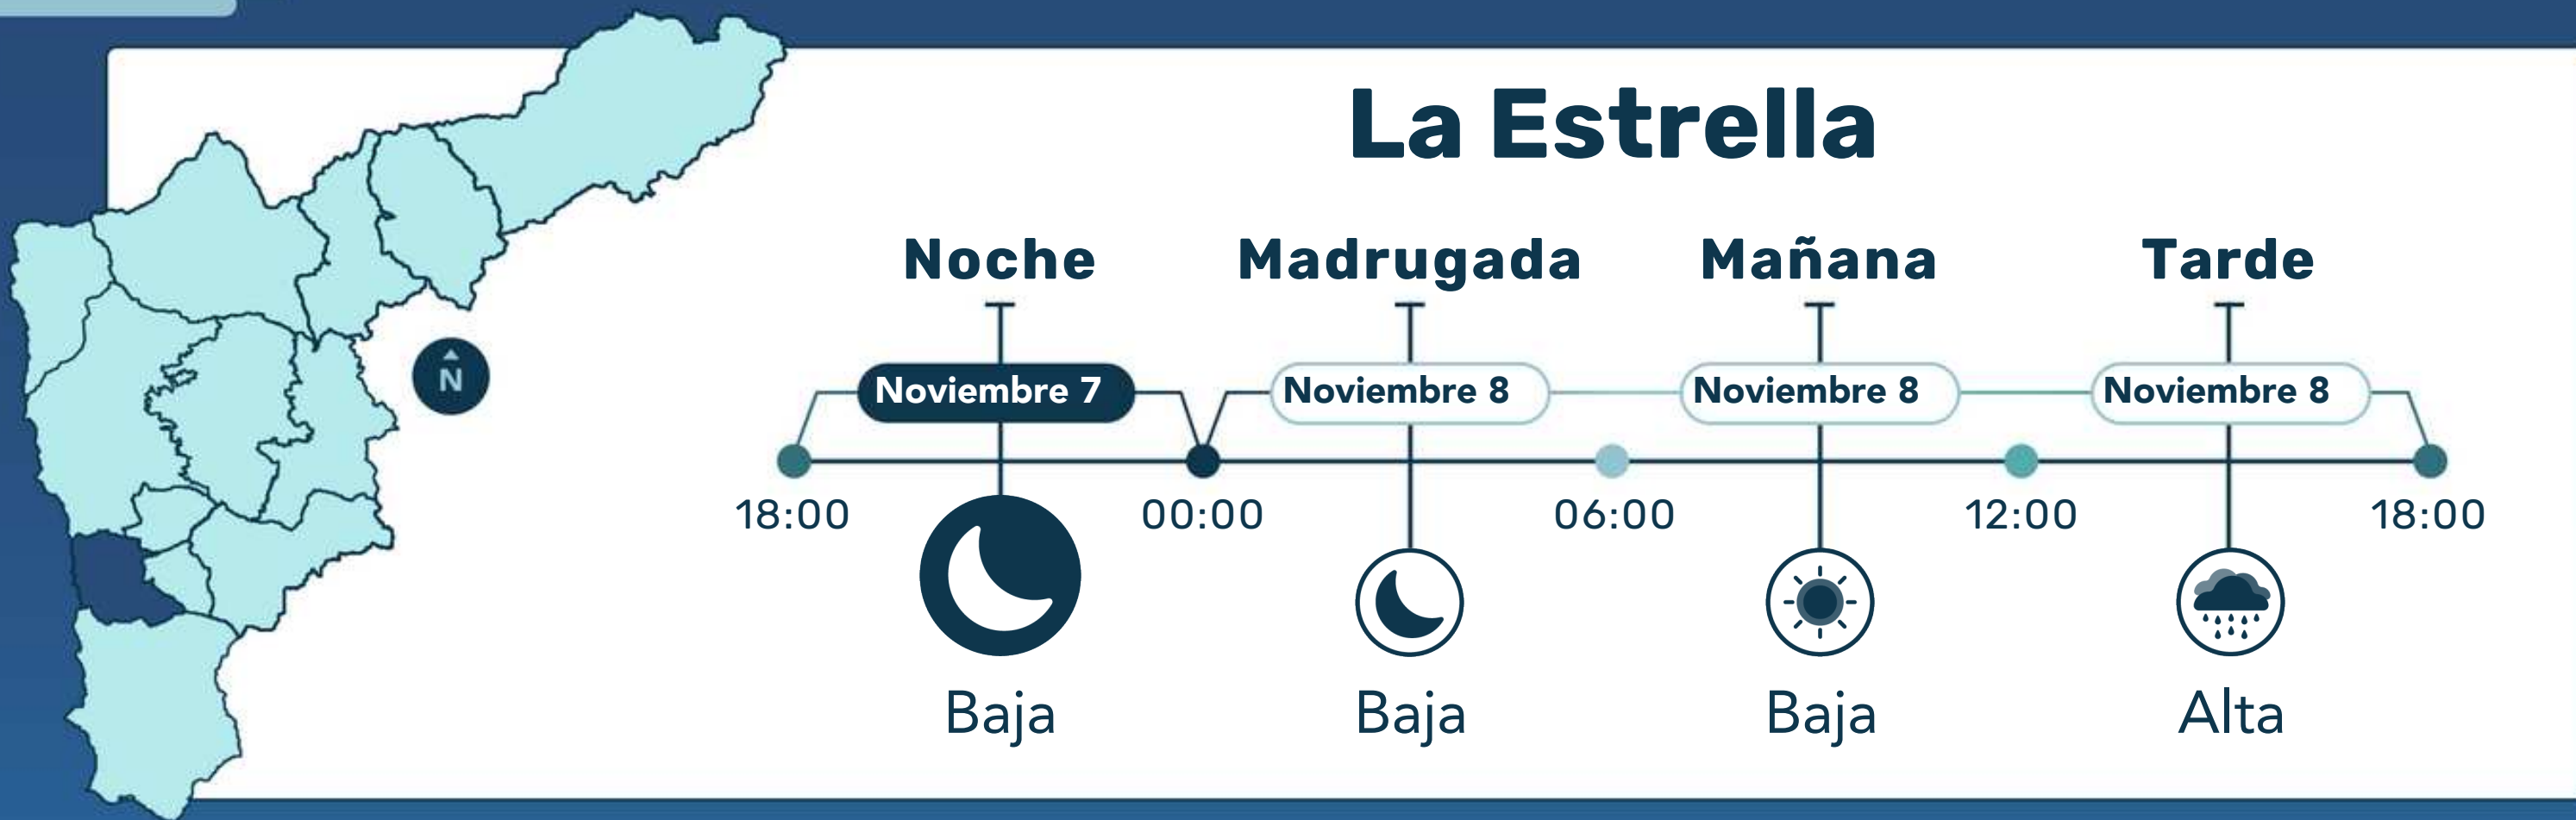 La Estrella
Noche Madrugada Mañana Tarde
Noviembre 7 Noviembre 8 Noviembre 8 Noviembre 8
N
18:00 00:00 06:00 12:00 18:00
Baja Baja Baja Alta